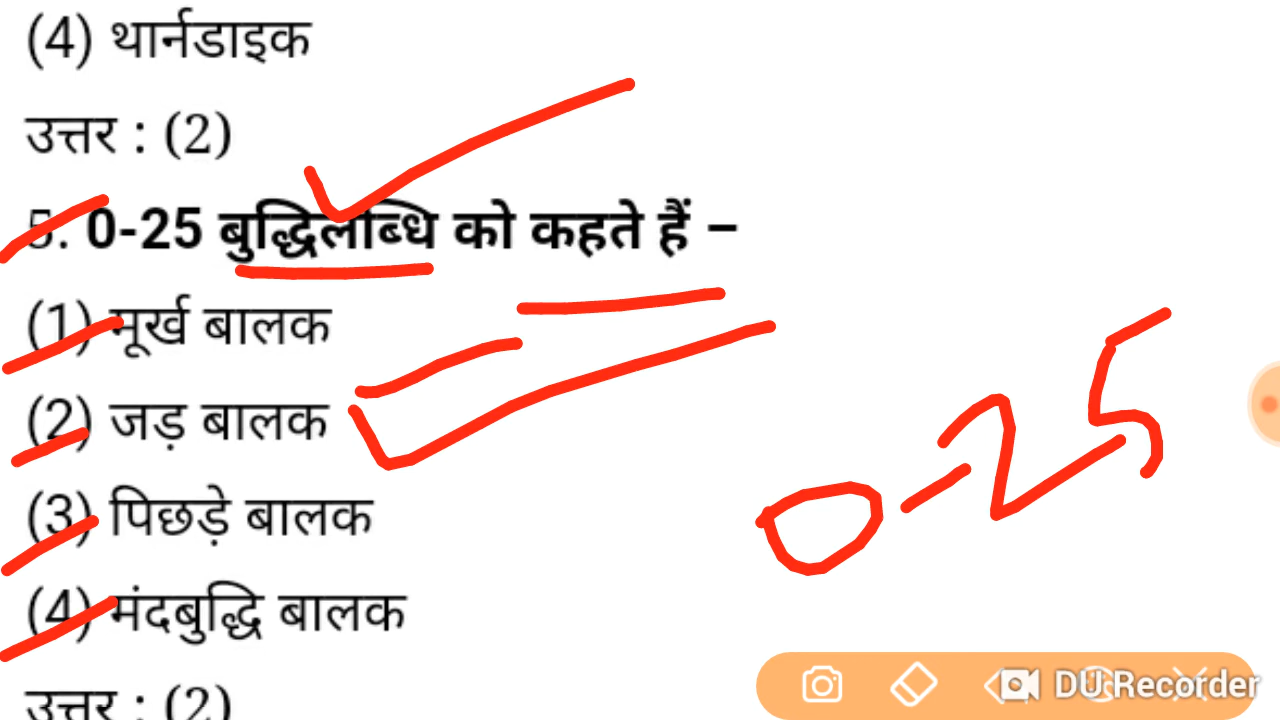 (4) थार्नडाइक
उत्तर : (2)
5. 0-25 बुद्धिलब्धि को कहते हैं –
(1) मूर्ख बालक
(2) जड़ बालक
(3) पिछड़े बालक
0-25
(4) मंदबुद्धि बालक
उत्तर : (2)
DU Recorder